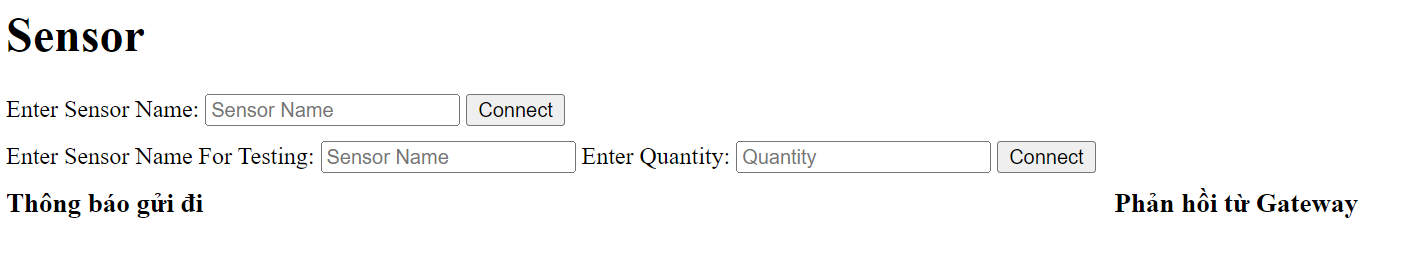 Sensor
Enter Sensor Name: Sensor Name Connect
Enter Sensor Name For Testing: Sensor Name Enter Quantity: Quantity Connect
Thông báo gửi đi Phản hồi từ Gateway